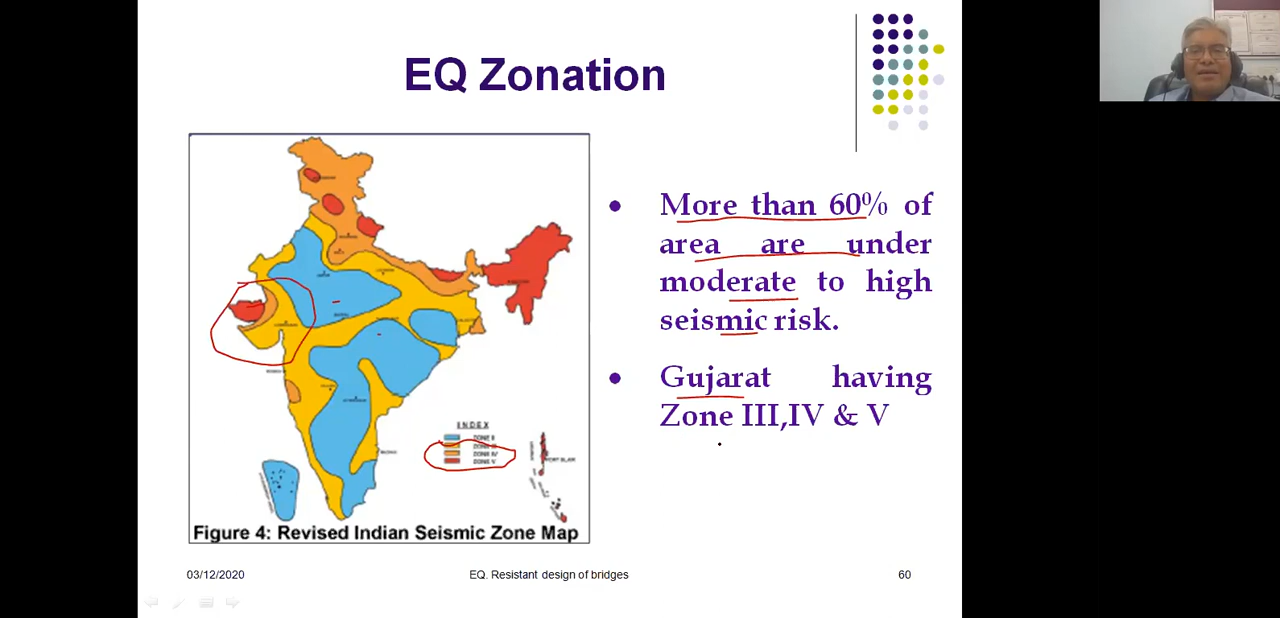 EQ Zonation
More than 60% of
area are under
moderate to high
seismic risk.
Gujarat having
Zone III,IV & V
INDEX
ZONE II
ZONE III
ZONE IV
ZONE V
PORT BLAIR
Figure 4: Revised Indian Seismic Zone Map
03/12/2020
EQ. Resistant design of bridges
60